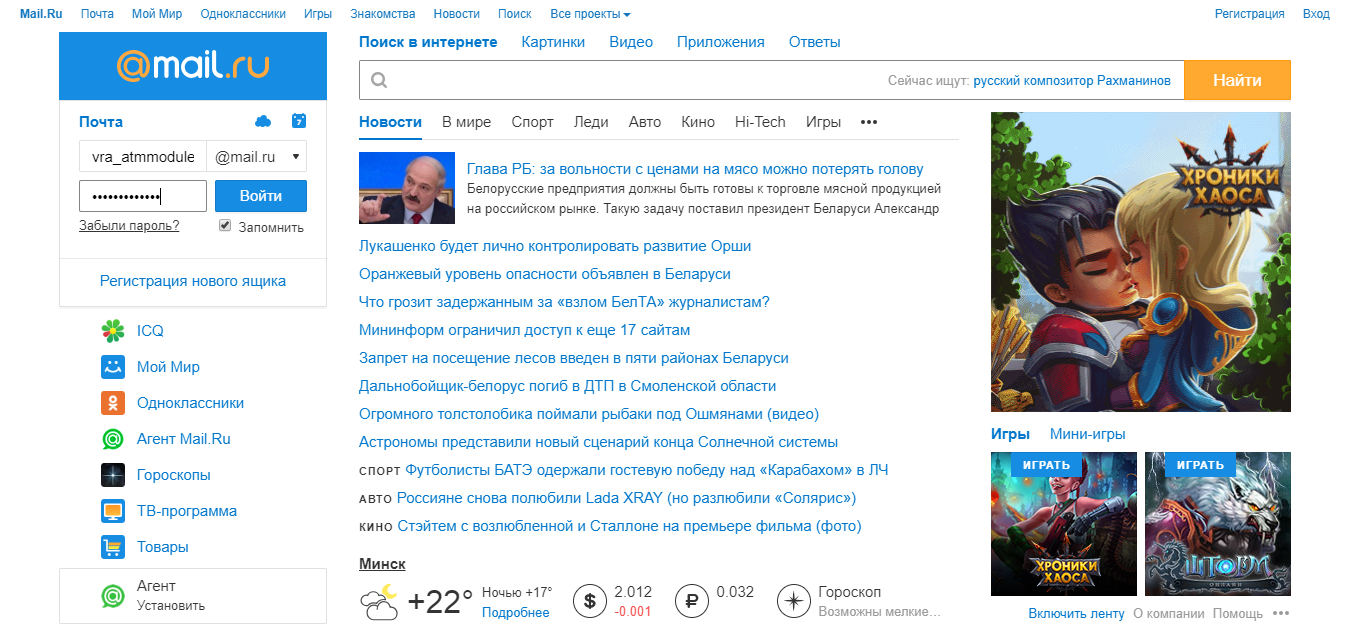 Mail.Ru Почта Мой Мир Одноклассники Игры Знакомства Новости Поиск Все проекты Регистрация Вход
@mail.ru
Почта
7
vra_atmmodule @mail.ru
•••••••••••••
Войти
Забыли пароль? Запомнить
Регистрация нового ящика
ICQ
Мой Мир
Одноклассники
Агент Mail.Ru
Гороскопы
ТВ-программа
Товары
Агент
Установить
Поиск в интернете Картинки Видео Приложения Ответы
Сейчас ищут: русский композитор Рахманинов Найти
Новости В мире Спорт Леди Авто Кино Hi-Tech Игры •••
Глава РБ: за вольности с ценами на мясо можно потерять голову
Белорусские предприятия должны быть готовы к торговле мясной продукцией
на российском рынке. Такую задачу поставил президент Беларуси Александр
Лукашенко будет лично контролировать развитие Орши
Оранжевый уровень опасности объявлен в Беларуси
Что грозит задержанным за «взлом БелТА» журналистам?
Мининформ ограничил доступ к еще 17 сайтам
Запрет на посещение лесов введен в пяти районах Беларуси
Дальнобойщик-белорус погиб в ДТП в Смоленской области
Огромного толстолобика поймали рыбаки под Ошмянами (видео)
Астрономы представили новый сценарий конца Солнечной системы
СПОРТ Футболисты БАТЭ одержали гостевую победу над «Карабахом» в ЛЧ
АВТО Россияне снова полюбили Lada XRAY (но разлюбили «Солярис»)
КИНО Стэйтем с возлюбленной и Сталлоне на премьере фильма (фото)
Минск
+22° Ночью +17°
Подробнее
$ 2.012
-0.001
₽ 0.032
Гороскоп
Возможны мелкие...
ХРОНИКИ
ХАОСА
Игры Мини-игры
ИГРАТЬ
ХРОНИКИ
ХАОСА
ИГРАТЬ
ШТОРМ
ОНЛАЙН
Включить ленту О компании Помощь •••